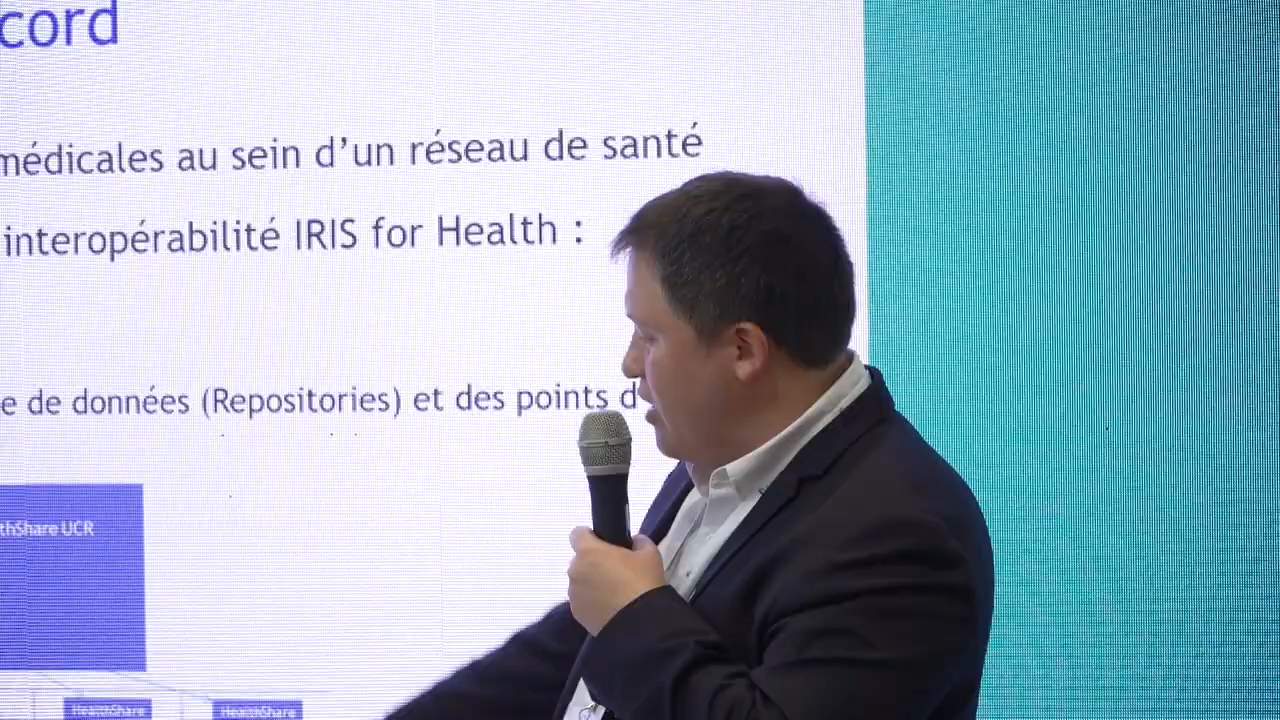 cord
médicales au sein d’un réseau de santé
interopérabilité IRIS for Health :
e de données (Repositories) et des points d
thShare UCR
HealthShare
HealthShare